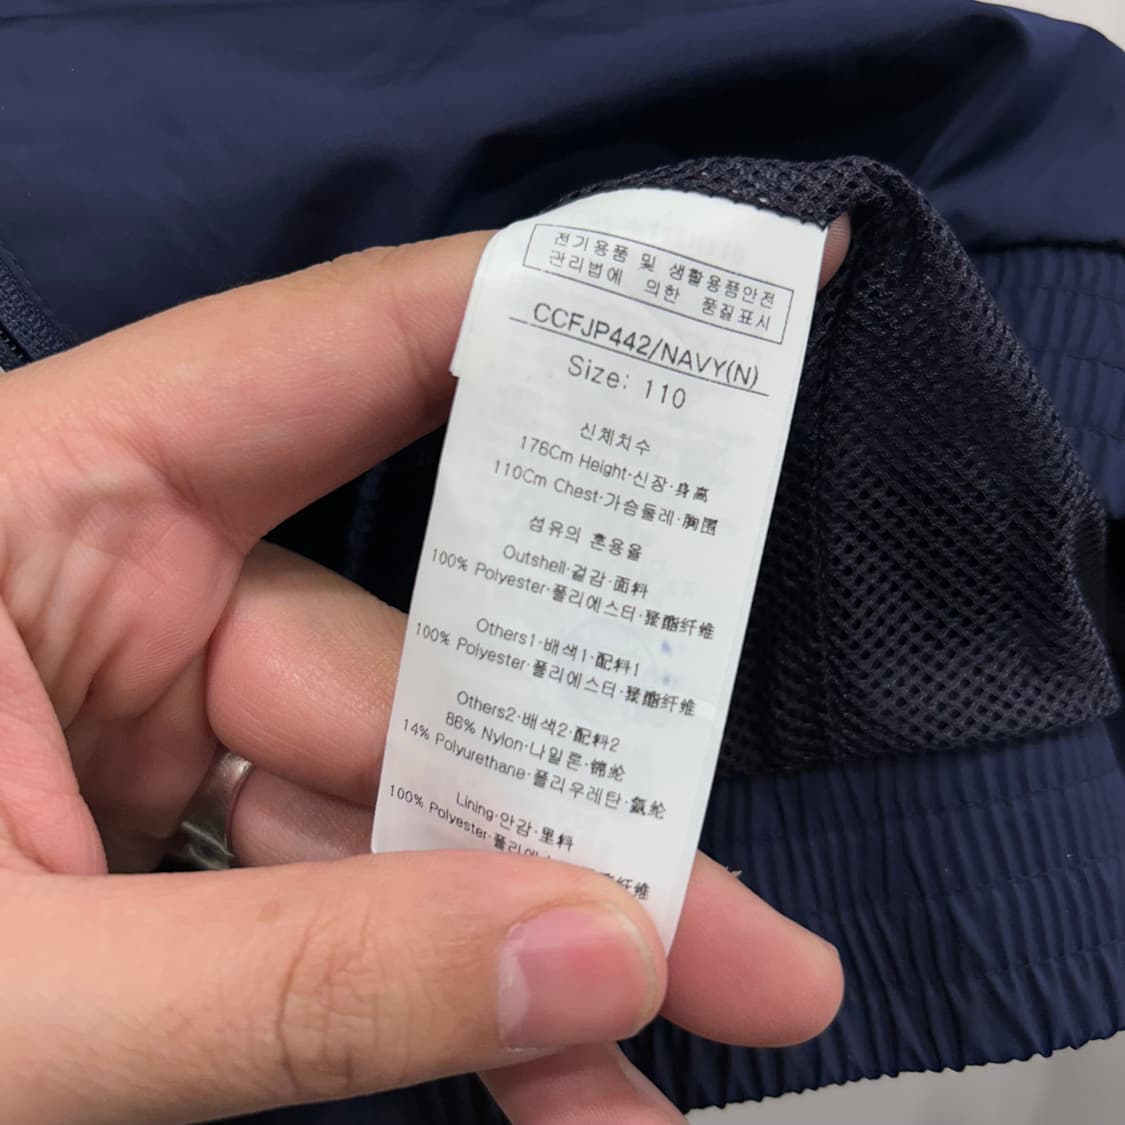 전기용품 및 생활용품안전
관리법에 의한 품질표시
CCFJP442/NAVY(N)
Size: 110
신체치수
176Cm Height·신장·身高
110Cm Chest·가슴둘레·胸围
섬유의 혼용율
Outshell·겉감·面料
100% Polyester·폴리에스터·聚酯纤维
Others1·배색1·配料1
100% Polyester·폴리에스터·聚酯纤维
Others2·배색2·配料2
86% Nylon·나일론·锦纶
14% Polyurethane·폴리우레탄·氨纶
Lining·안감·里料
100% Polyester·폴리에
纤维